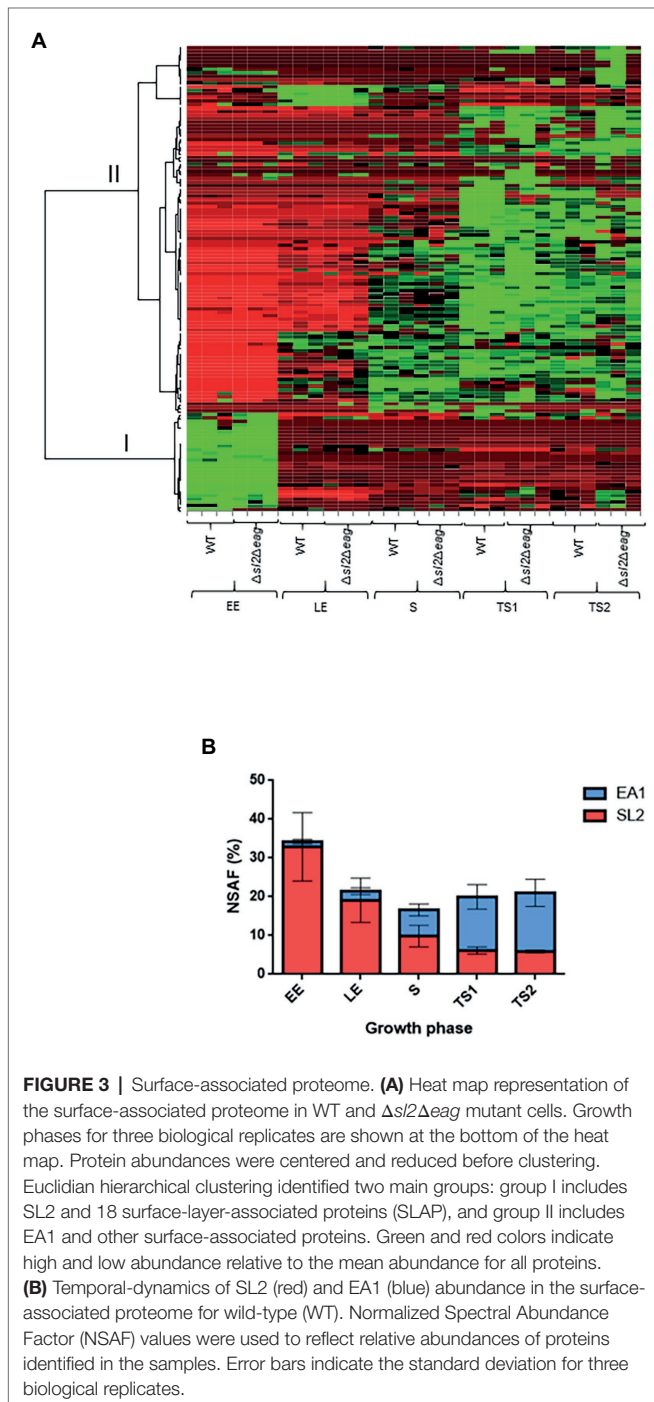 A
II
I
WT
Δsl2Δeag
WT
Δsl2Δeag
WT
Δsl2Δeag
WT
Δsl2Δeag
WT
Δsl2Δeag
EE
LE
S
TS1
TS2
B
50
40
30
20
10
0
NSAF (%)
EA1
SL2
EE
LE
S
TS1
TS2
Growth phase
FIGURE 3 | Surface-associated proteome. (A) Heat map representation of
the surface-associated proteome in WT and Δsl2Δeag mutant cells. Growth
phases for three biological replicates are shown at the bottom of the heat
map. Protein abundances were centered and reduced before clustering.
Euclidian hierarchical clustering identified two main groups: group I includes
SL2 and 18 surface-layer-associated proteins (SLAP), and group II includes
EA1 and other surface-associated proteins. Green and red colors indicate
high and low abundance relative to the mean abundance for all proteins.
(B) Temporal-dynamics of SL2 (red) and EA1 (blue) abundance in the surface-
associated proteome for wild-type (WT). Normalized Spectral Abundance
Factor (NSAF) values were used to reflect relative abundances of proteins
identified in the samples. Error bars indicate the standard deviation for three
biological replicates.